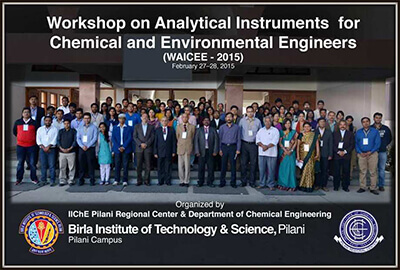 Workshop on Analytical Instruments for
Chemical and Environmental Engineers
(WAICEE - 2015)
February 27-28, 2015
Organized by
IIChE Pilani Regional Center & Department of Chemical Engineering
Birla Institute of Technology & Science, Pilani
Pilani Campus